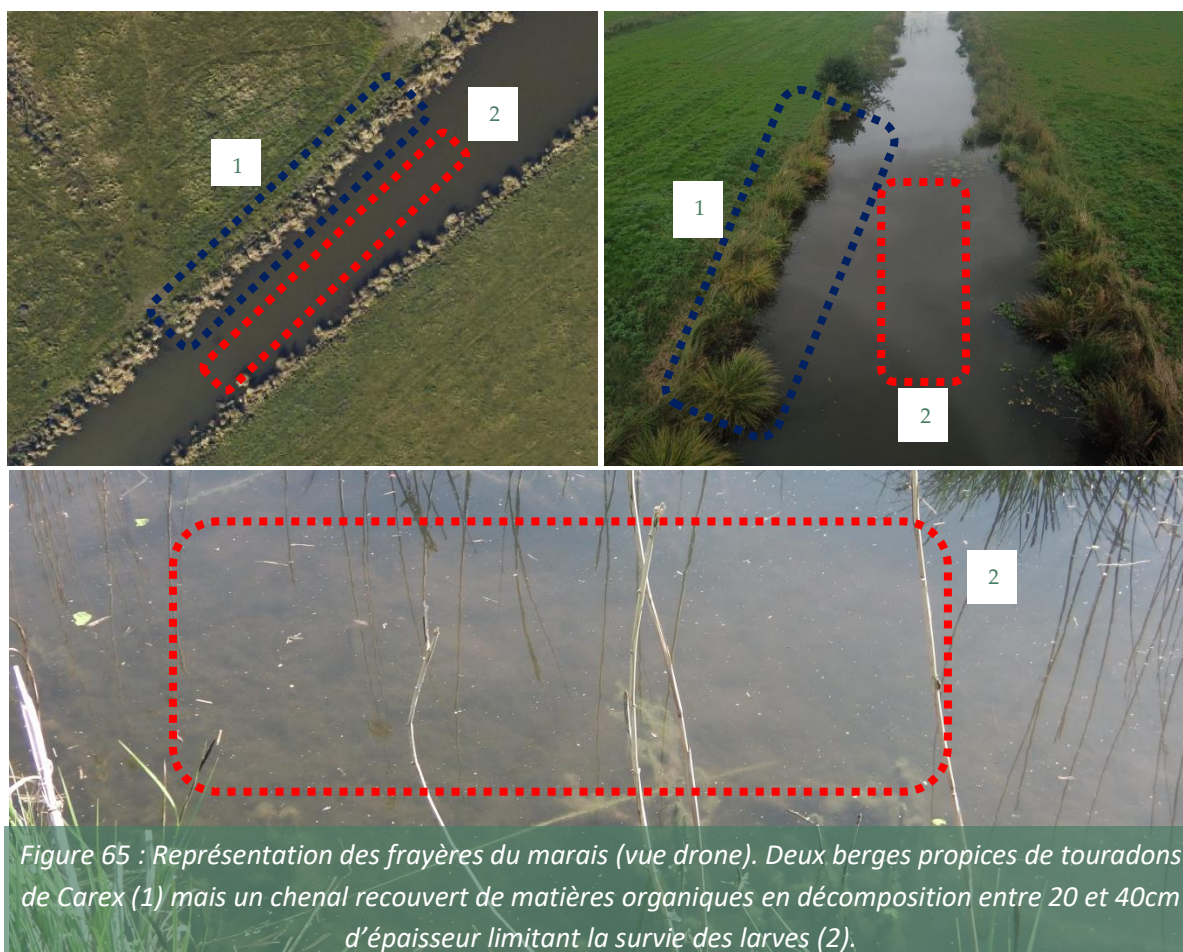 1
2
1
2
2
Figure 65 : Représentation des frayères du marais (vue drone). Deux berges propices de touradons
de Carex (1) mais un chenal recouvert de matières organiques en décomposition entre 20 et 40cm
d'épaisseur limitant la survie des larves (2).